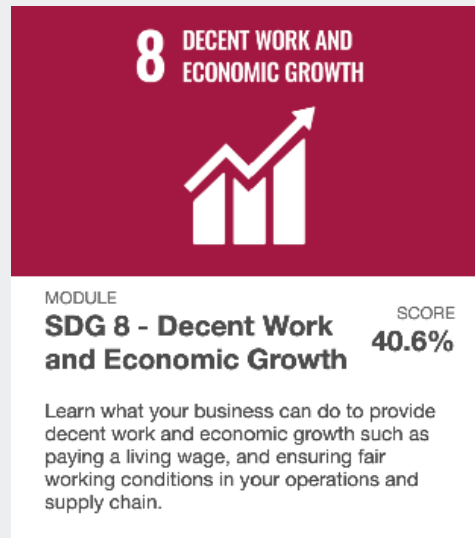 8 DECENT WORK AND
ECONOMIC GROWTH
MODULE
SDG 8 - Decent Work
and Economic Growth
SCORE
40.6%
Learn what your business can do to provide
decent work and economic growth such as
paying a living wage, and ensuring fair
working conditions in your operations and
supply chain.